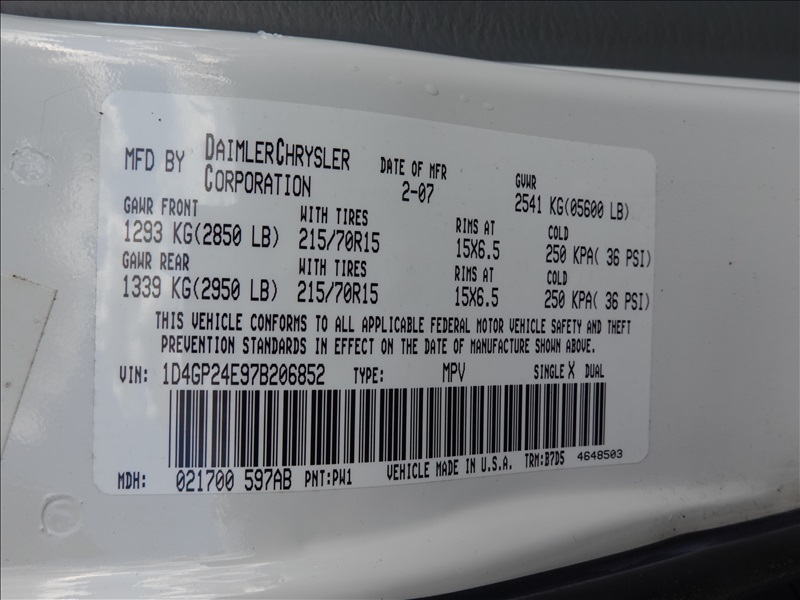 MFD BY DAIMLERCHRYSLER CORPORATION DATE OF MFR 2-07 GVWR 2541 KG(05600 LB)
GAWR FRONT WITH TIRES RIMS AT COLD
1293 KG(2850 LB) 215/70R15 15X6.5 250 KPA( 36 PSI)
GAWR REAR WITH TIRES RIMS AT COLD
1339 KG(2950 LB) 215/70R15 15X6.5 250 KPA( 36 PSI)
THIS VEHICLE CONFORMS TO ALL APPLICABLE FEDERAL MOTOR VEHICLE SAFETY AND THEFT
PREVENTION STANDARDS IN EFFECT ON THE DATE OF MANUFACTURE SHOWN ABOVE.
VIN: 1D4GP24E97B206852 TYPE: MPV SINGLE X DUAL
MDH: 021700 597AB PNT:PW1 VEHICLE MADE IN U.S.A. TRM:B7D5 4648503